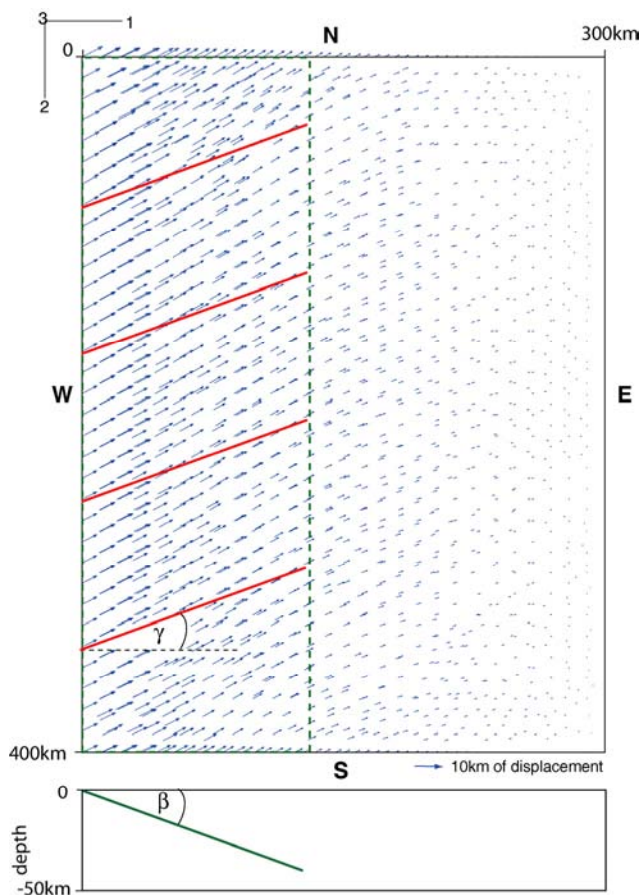 3
1
2
N
300km
0
W
E
γ
400km
S
10km of displacement
0
β
depth
-50km